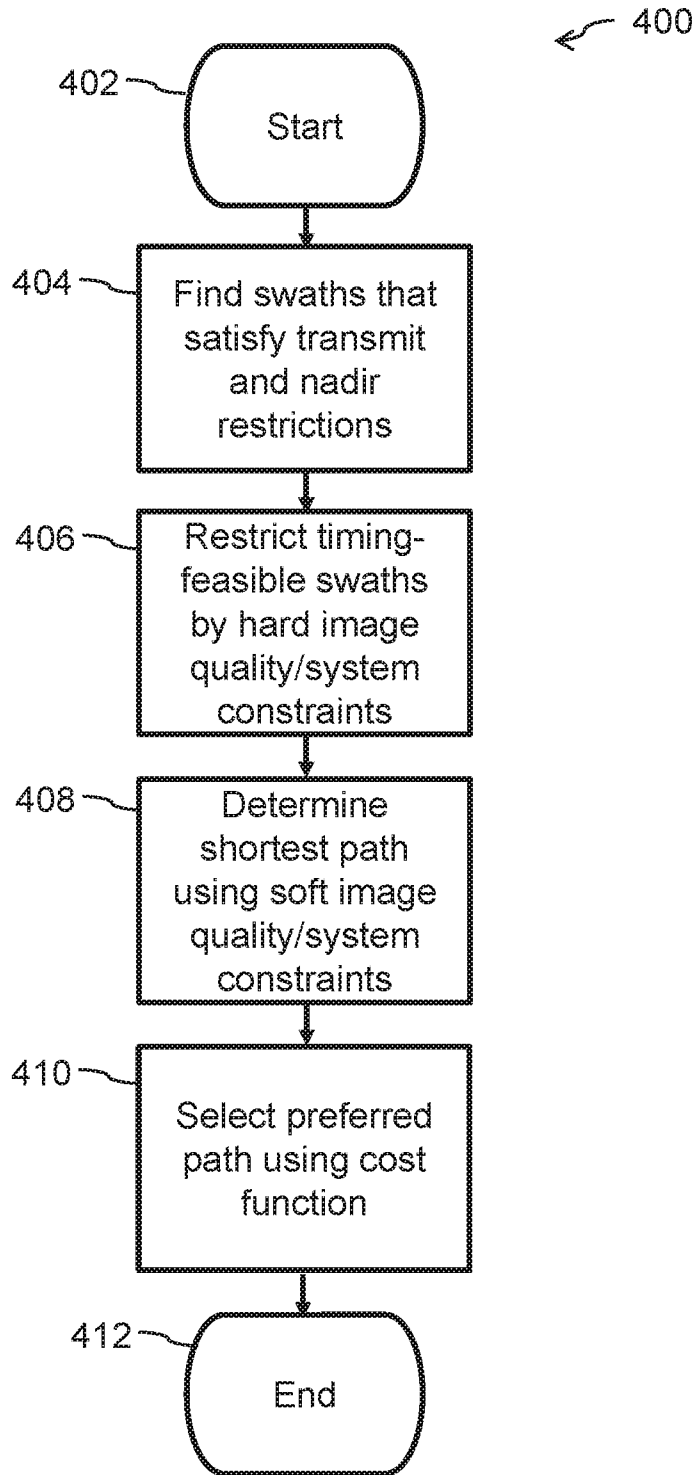 400
402
Start
404
Find swaths that
satisfy transmit
and nadir
restrictions
406
Restrict timing-
feasible swaths
by hard image
quality/system
constraints
408
Determine
shortest path
using soft image
quality/system
constraints
410
Select preferred
path using cost
function
412
End